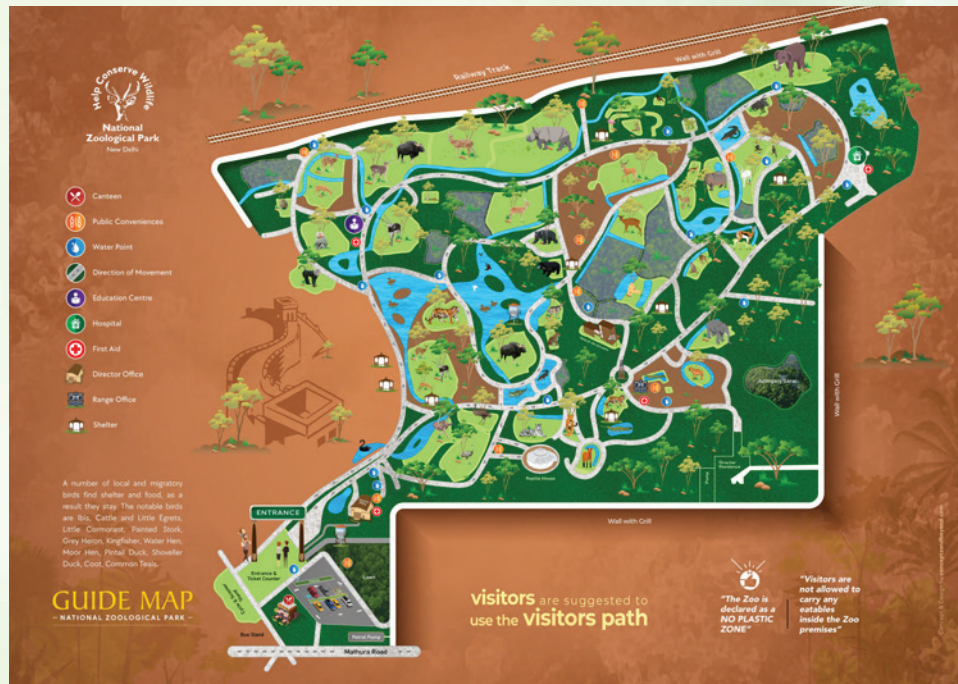 Help Conserve Wildlife
National
Zoological Park
New Delhi
Railway Track
Wall with Grill
Canteen
Public Conveniences
Water Point
Direction of Movement
Education Centre
Hospital
First Aid
Director Office
Range Office
Shelter
Wall with Grill
Reptile House
Director
Residence
Wall with Grill
A number of local and migratory
birds find shelter and food, as a
result they stay. The notable birds
are Ibis, Cattle and Little Egrets,
Little Cormorant, Painted Stork,
Grey Heron, Kingfisher, Water Hen,
Moor Hen, Pintail Duck, Shoveller
Duck, Coot, Common Teals.
ENTRANCE
Entrance &
Ticket Counter
Bus Stand
Petrol Pump
Mathura Road
GUIDE MAP
NATIONAL ZOOLOGICAL PARK
visitors are suggested to
use the visitors path
"The Zoo is
declared as a
NO PLASTIC
ZONE"
"Visitors are
not allowed to
carry any
eatables
inside the Zoo
premises"